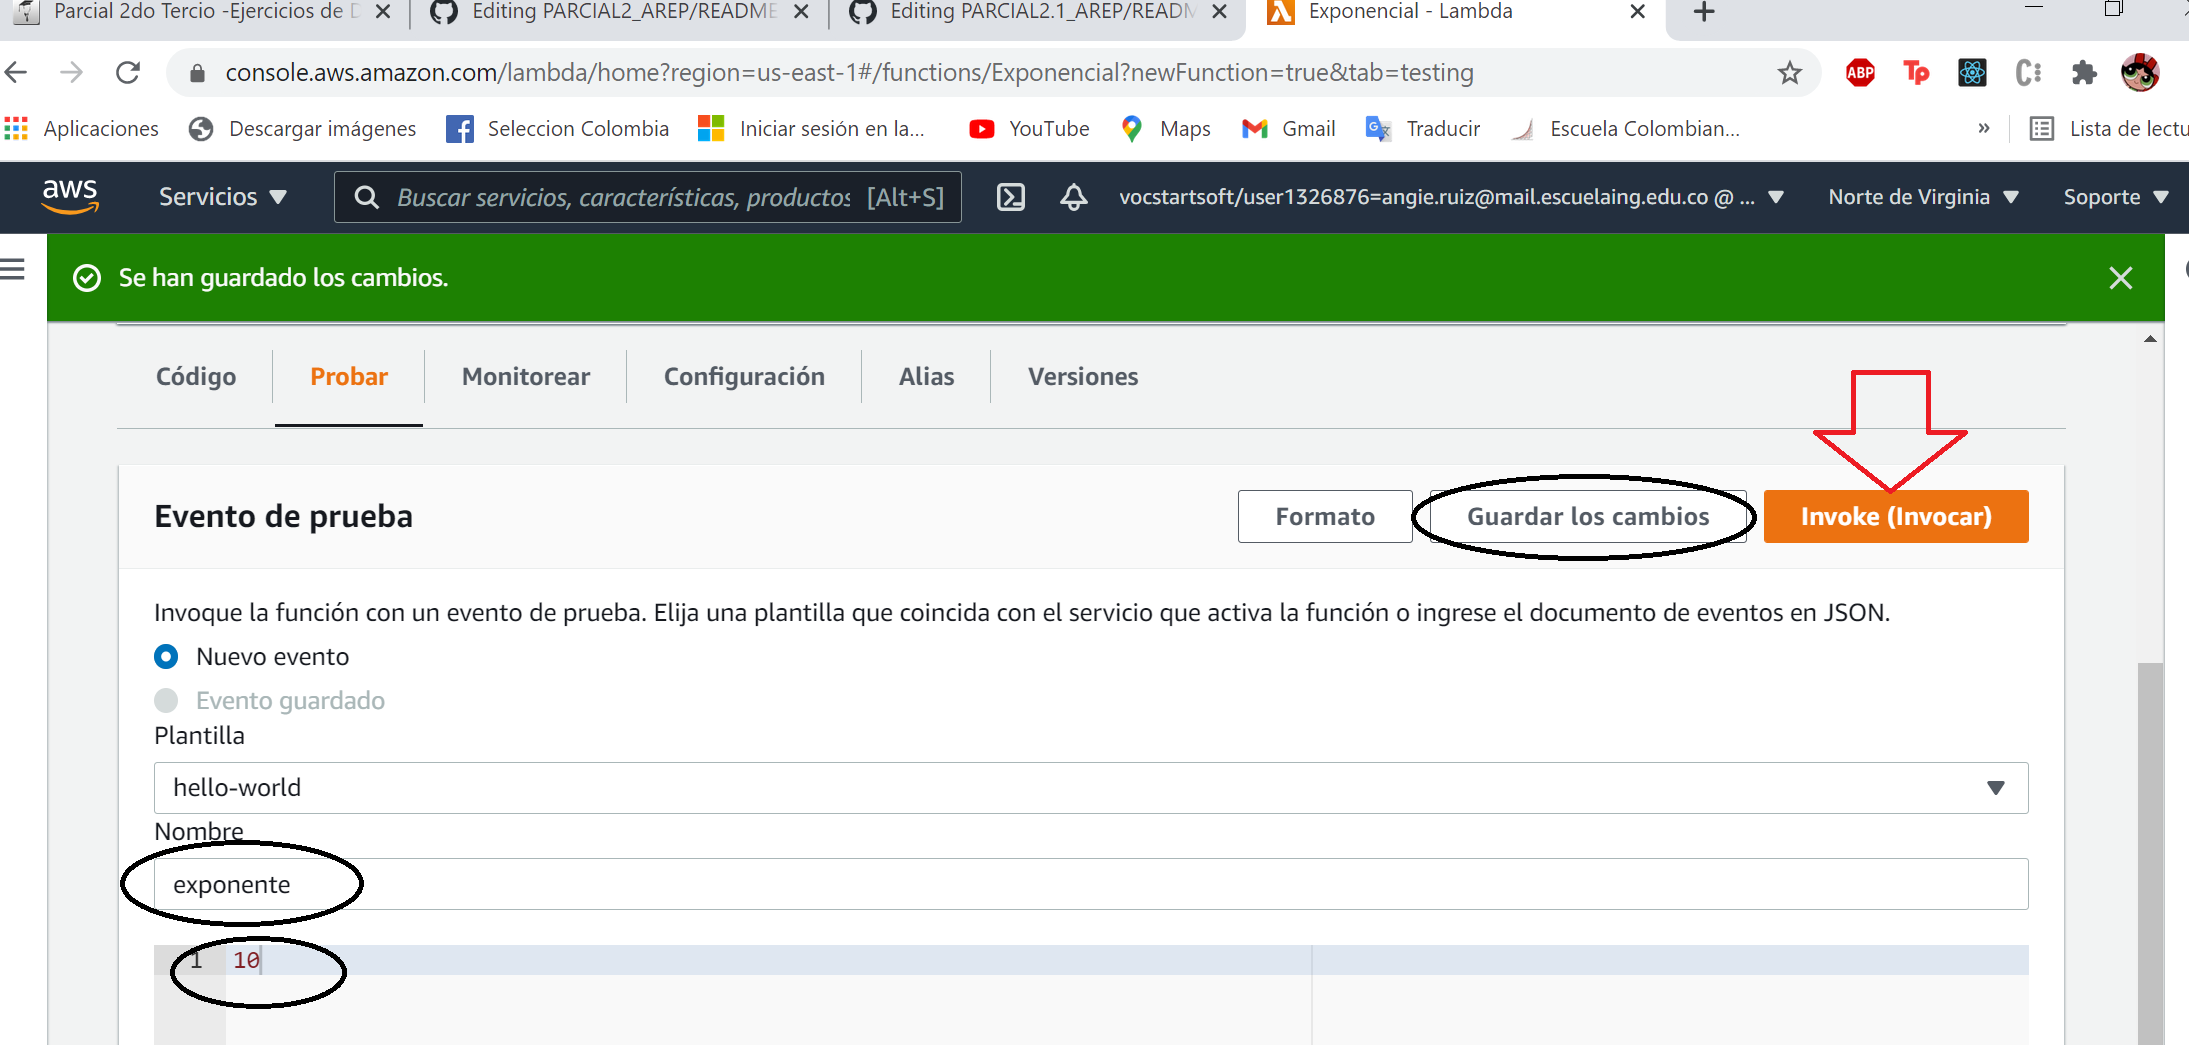 Parcial 2do Tercio -Ejercicios de D
Editing PARCIAL2_AREP/README
Editing PARCIAL2.1_AREP/READM
Exponencial - Lambda
console.aws.amazon.com/lambda/home?region=us-east-1#/functions/Exponencial?newFunction=true&tab=testing
ABP
Tp
Aplicaciones
Descargar imágenes
Seleccion Colombia
Iniciar sesión en la...
YouTube
Maps
Gmail
Traducir
Escuela Colombian...
»
Lista de lectu
aws
Servicios
Buscar servicios, características, productos [Alt+S]
vocstartsoft/user1326876=angie.ruiz@mail.escuelaing.edu.co @ ...
Norte de Virginia
Soporte
Se han guardado los cambios.
Código
Probar
Monitorear
Configuración
Alias
Versiones
Evento de prueba
Formato
Guardar los cambios
Invoke (Invocar)
Invoque la función con un evento de prueba. Elija una plantilla que coincida con el servicio que activa la función o ingrese el documento de eventos en JSON.
Nuevo evento
Evento guardado
Plantilla
hello-world
Nombre
exponente
1 10